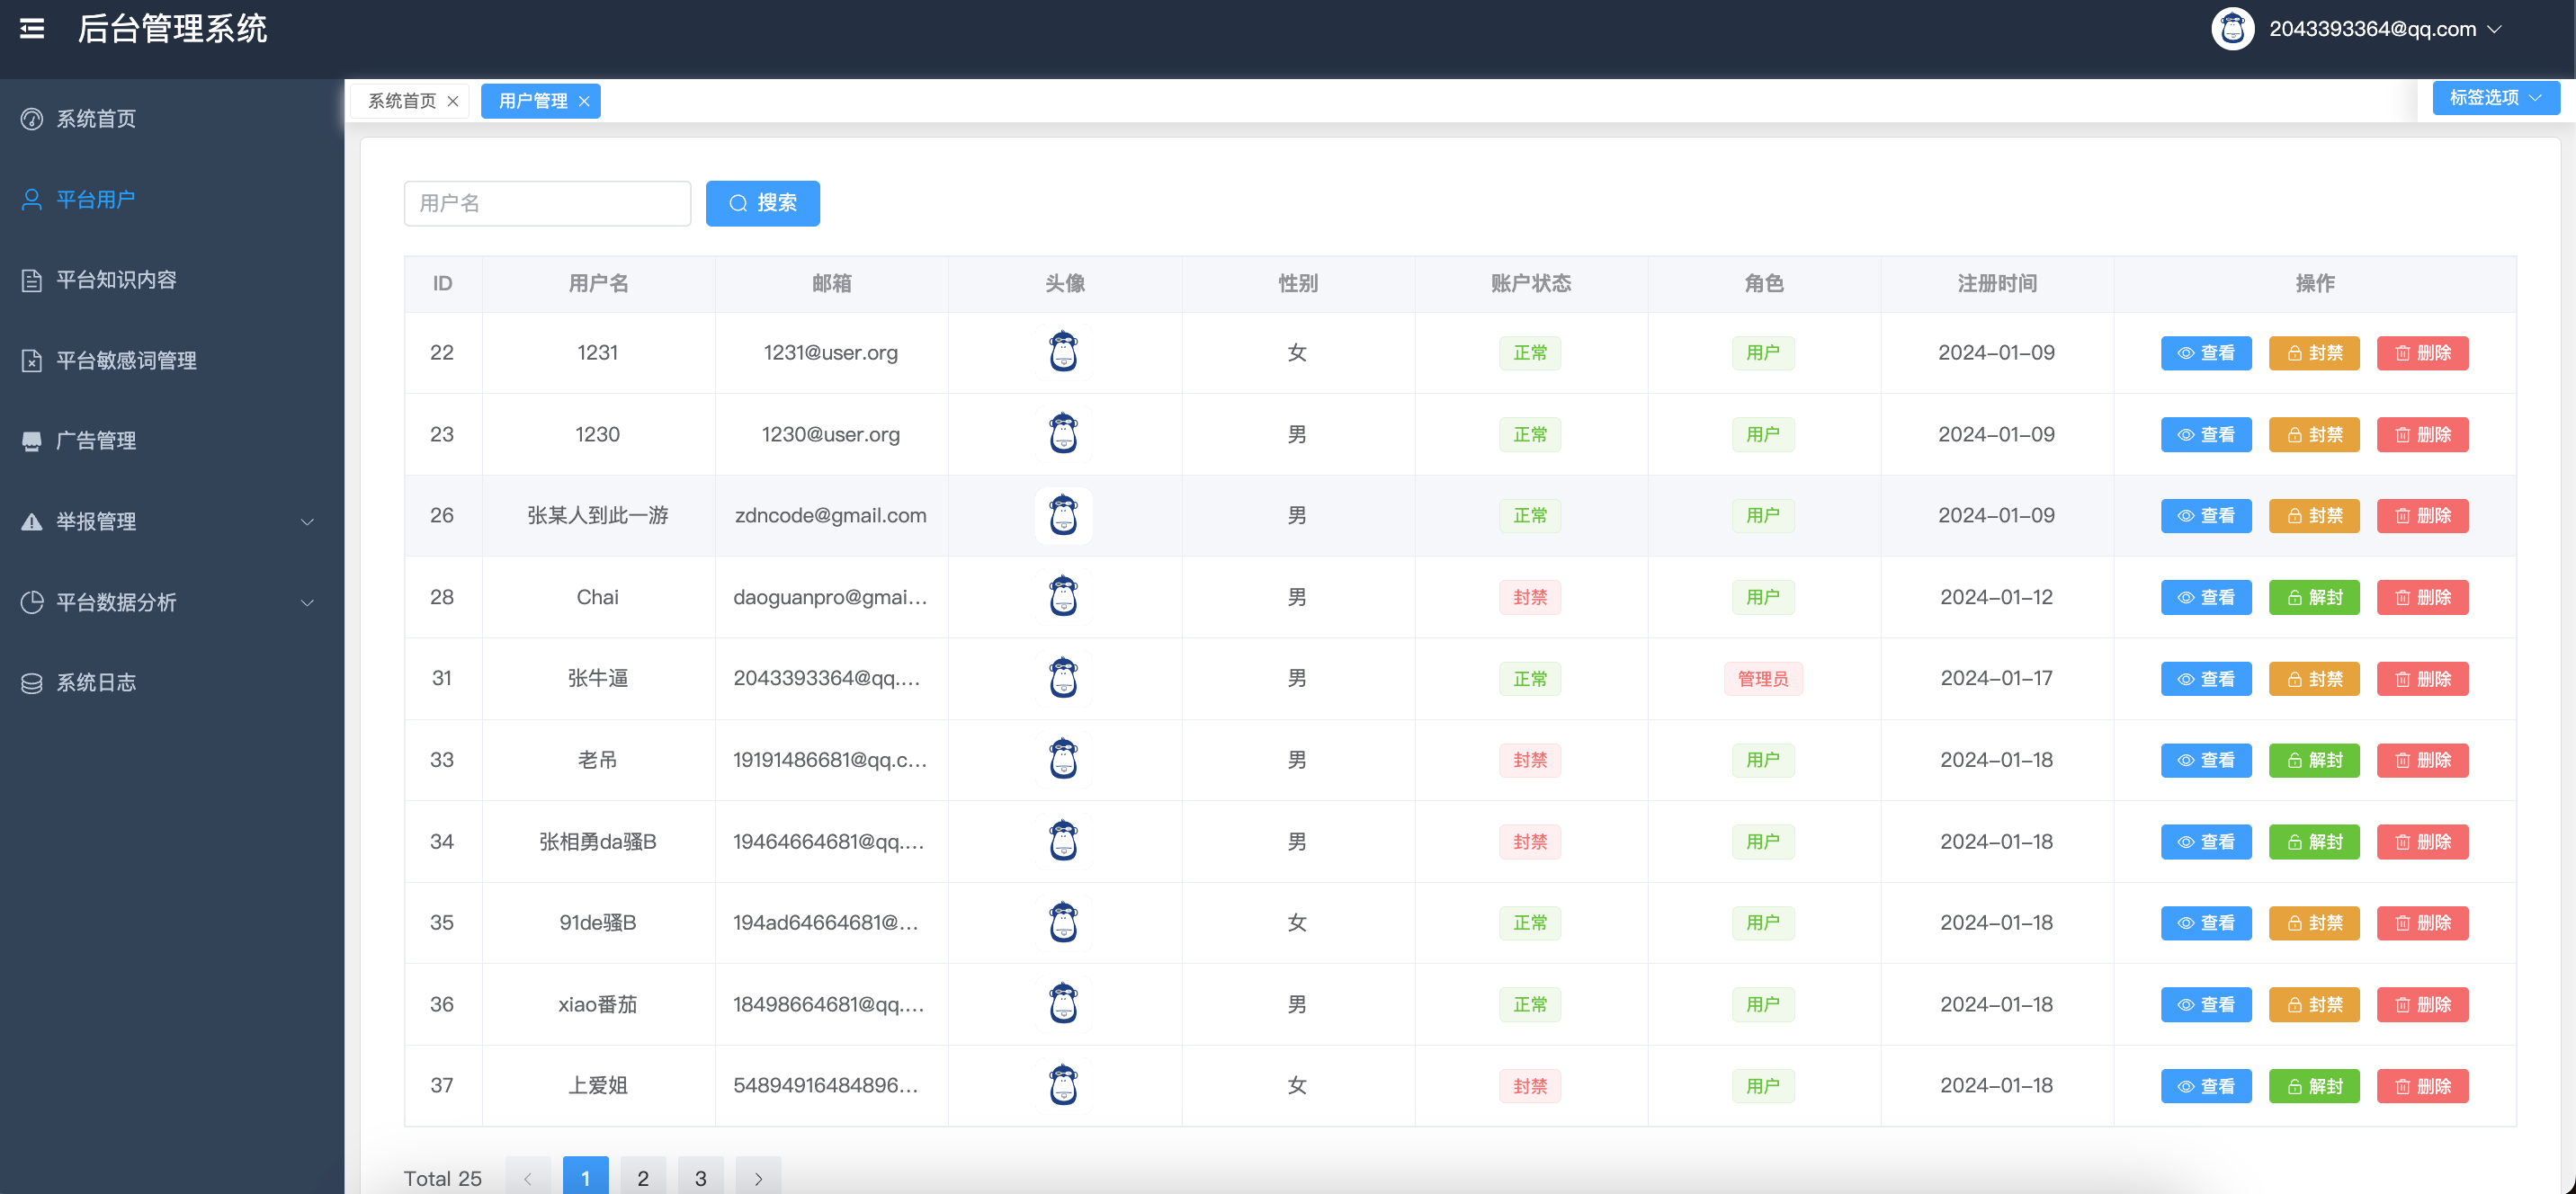 后台管理系统
2043393364@qq.com
系统首页
平台用户
平台知识内容
平台敏感词管理
广告管理
举报管理
平台数据分析
系统日志
系统首页 用户管理 标签选项
用户名 搜索
ID 用户名 邮箱 头像 性别 账户状态 角色 注册时间 操作
22 1231 1231@user.org 女 正常 用户 2024-01-09 查看 封禁 删除
23 1230 1230@user.org 男 正常 用户 2024-01-09 查看 封禁 删除
26 张某人到此一游 zdncode@gmail.com 男 正常 用户 2024-01-09 查看 封禁 删除
28 Chai daoguanpro@gmai... 男 封禁 用户 2024-01-12 查看 解封 删除
31 张牛逼 2043393364@qq.... 男 正常 管理员 2024-01-17 查看 封禁 删除
33 老吊 19191486681@qq.c... 男 封禁 用户 2024-01-18 查看 解封 删除
34 张相勇da骚B 19464664681@qq.... 男 封禁 用户 2024-01-18 查看 解封 删除
35 91de骚B 194ad64664681@... 女 正常 用户 2024-01-18 查看 封禁 删除
36 xiao番茄 18498664681@qq.... 男 正常 用户 2024-01-18 查看 封禁 删除
37 上爱姐 54894916484896... 女 封禁 用户 2024-01-18 查看 解封 删除
Total 25 1 2 3